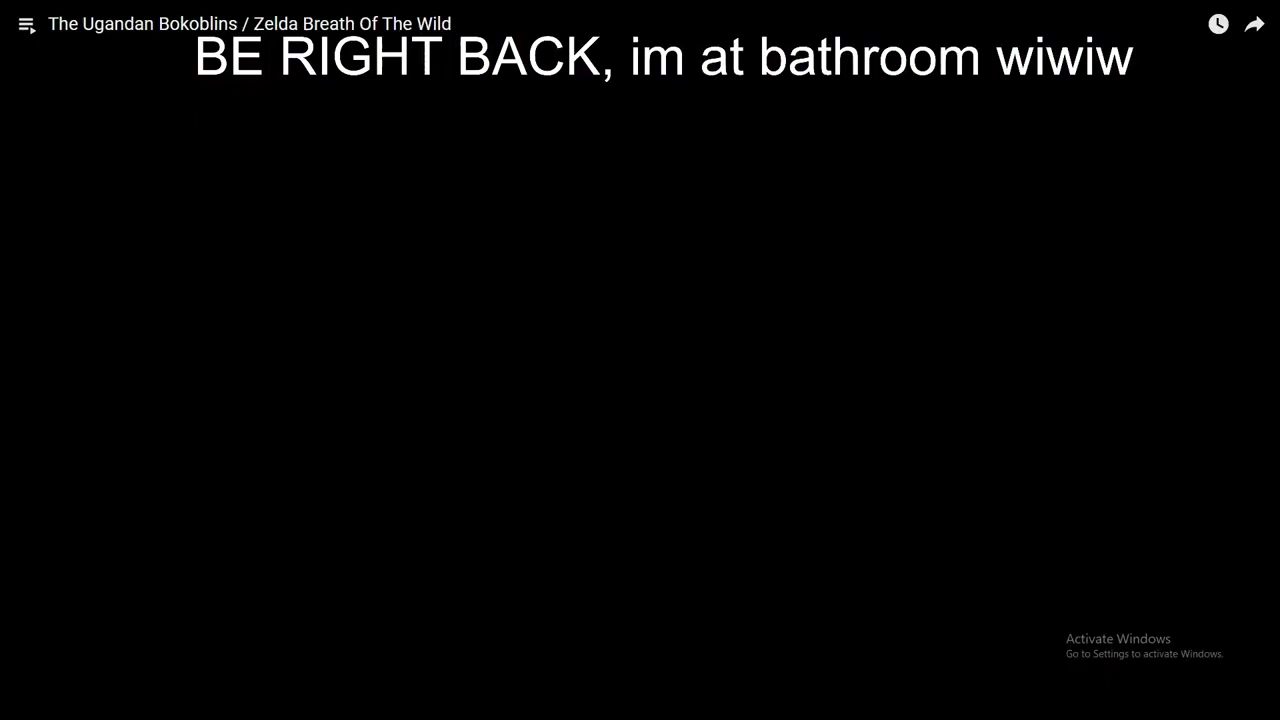 The Ugandan Bokoblins / Zelda Breath Of The Wild
BE RIGHT BACK, im at bathroom wiwiw
Activate Windows
Go to Settings to activate Windows.